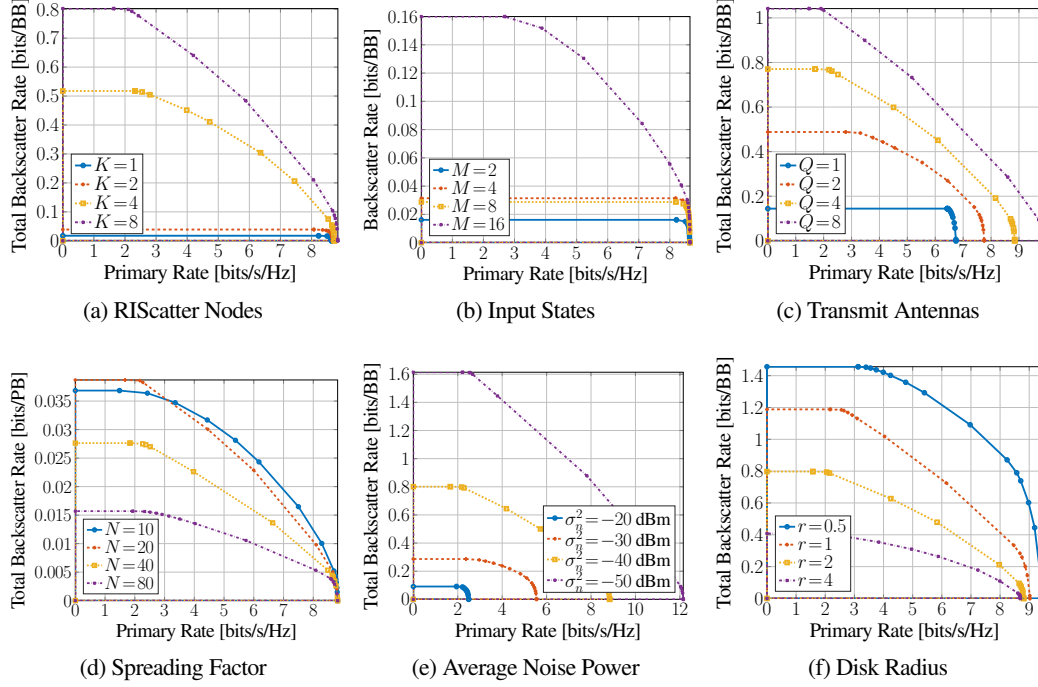 Total Backscatter Rate [bits/BB]
0.8
0.7
0.6
0.5
0.4
0.3
0.2
0.1
0
K=1
K=2
K=4
K=8
0 1 2 3 4 5 6 7 8
Primary Rate [bits/s/Hz]
(a) RIScatter Nodes
Backscatter Rate [bits/BB]
0.16
0.14
0.12
0.1
0.08
0.06
0.04
0.02
0.00
M=2
M=4
M=8
M=16
0 1 2 3 4 5 6 7 8
Primary Rate [bits/s/Hz]
(b) Input States
Total Backscatter Rate [bits/BB]
1
0.8
0.6
0.4
0.2
0
Q=1
Q=2
Q=4
Q=8
0 1 2 3 4 5 6 7 8 9
Primary Rate [bits/s/Hz]
(c) Transmit Antennas
Total Backscatter Rate [bits/PB]
0.035
0.03
0.025
0.02
0.015
0.01
0.005
0
N=10
N=20
N=40
N=80
0 1 2 3 4 5 6 7 8
Primary Rate [bits/s/Hz]
(d) Spreading Factor
Total Backscatter Rate [bits/BB]
1.6
1.4
1.2
1
0.8
0.6
0.4
0.2
0
σ²ₙ=−20 dBm
σ²ₙ=−30 dBm
σ²ₙ=−40 dBm
σ²ₙ=−50 dBm
0 2 4 6 8 10 12
Primary Rate [bits/s/Hz]
(e) Average Noise Power
Total Backscatter Rate [bits/BB]
1.4
1.2
1
0.8
0.6
0.4
0.2
0
r=0.5
r=1
r=2
r=4
0 1 2 3 4 5 6 7 8 9
Primary Rate [bits/s/Hz]
(f) Disk Radius